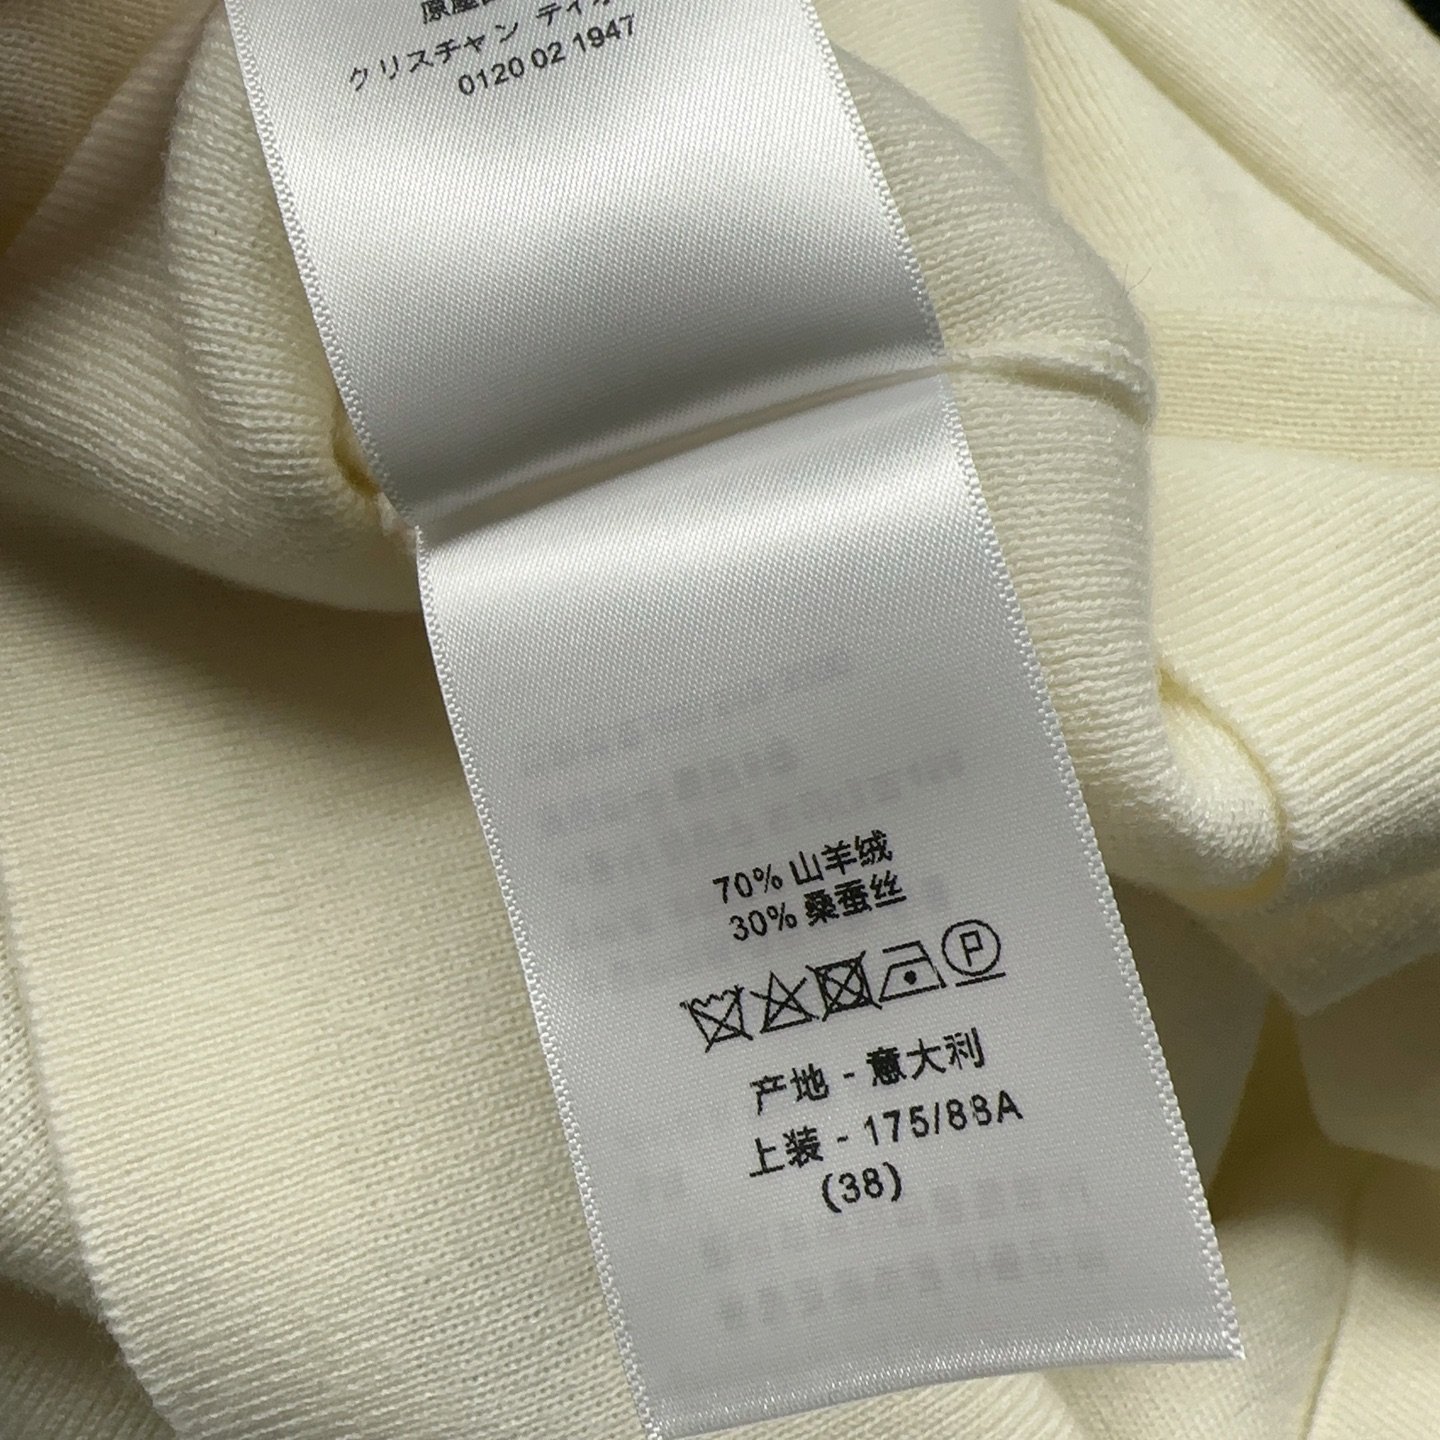 クリスチャン ディオ
0120 02 1947
70% 山羊绒
30% 桑蚕丝
P
产地 - 意大利
上装 - 175/88A
(38)